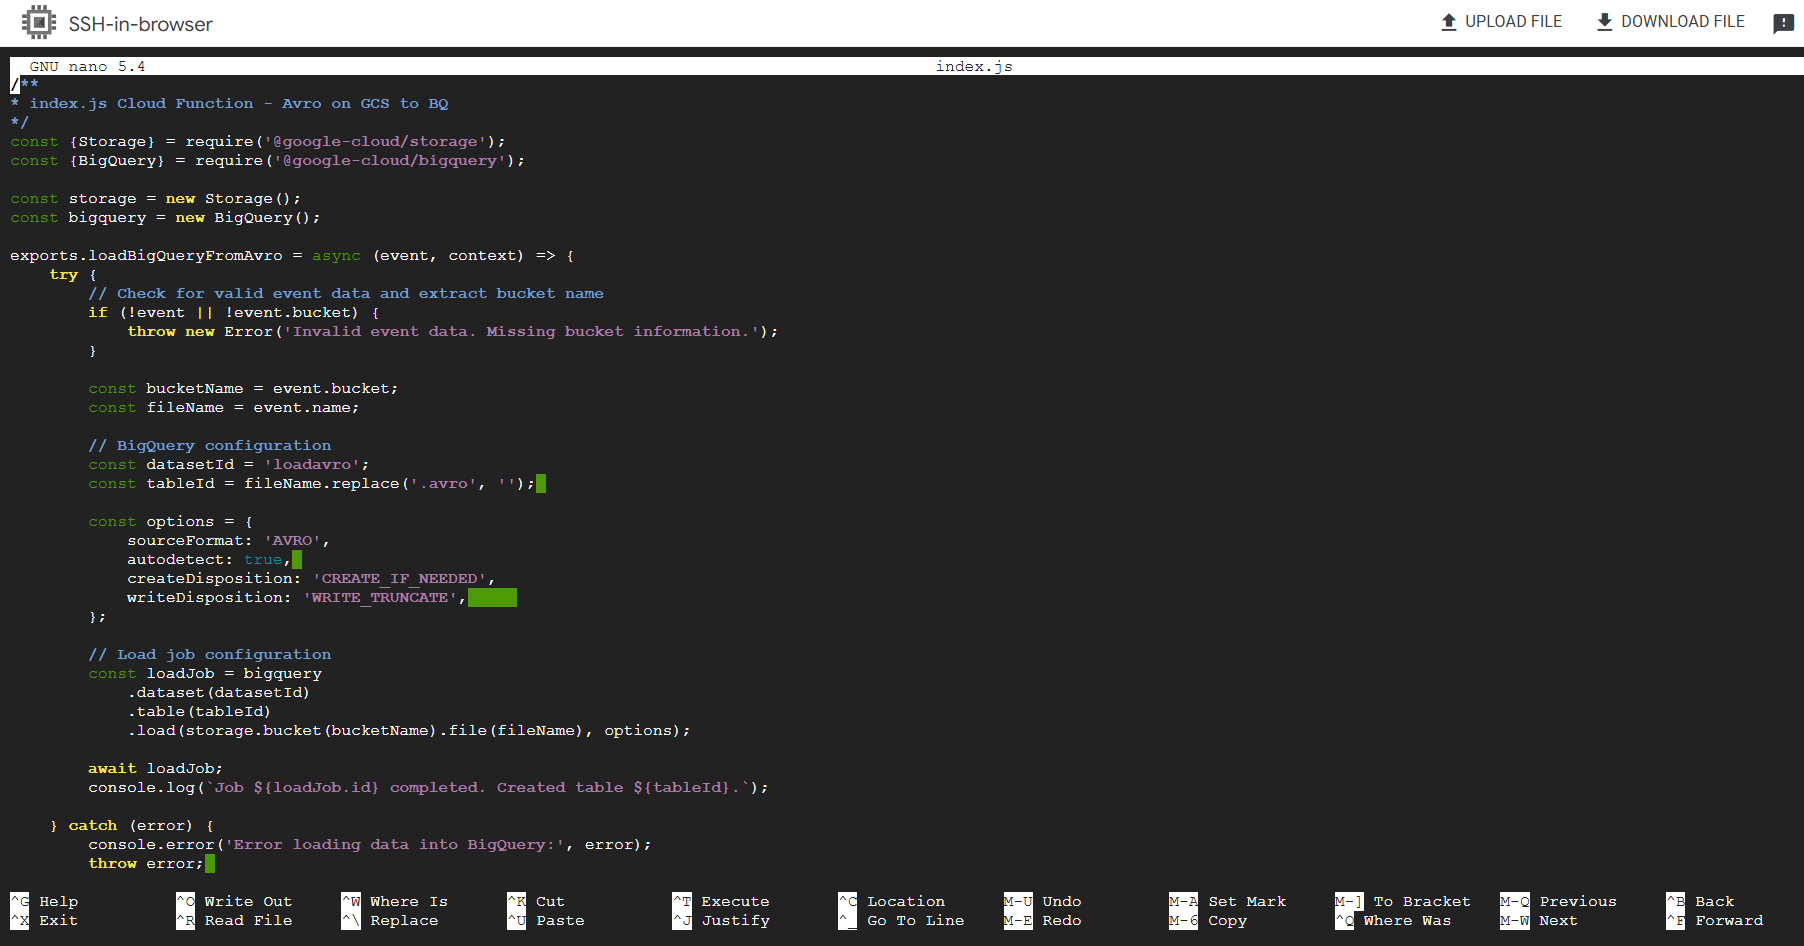 SSH-in-browser UPLOAD FILE DOWNLOAD FILE
GNU nano 5.4 index.js
/**
* index.js Cloud Function - Avro on GCS to BQ
*/
const {Storage} = require('@google-cloud/storage');
const {BigQuery} = require('@google-cloud/bigquery');
const storage = new Storage();
const bigquery = new BigQuery();
exports.loadBigQueryFromAvro = async (event, context) => {
try {
// Check for valid event data and extract bucket name
if (!event || !event.bucket) {
throw new Error('Invalid event data. Missing bucket information.');
}
const bucketName = event.bucket;
const fileName = event.name;
// BigQuery configuration
const datasetId = 'loadavro';
const tableId = fileName.replace('.avro', '');
const options = {
sourceFormat: 'AVRO',
autodetect: true,
createDisposition: 'CREATE_IF_NEEDED',
writeDisposition: 'WRITE_TRUNCATE',
};
// Load job configuration
const loadJob = bigquery
.dataset(datasetId)
.table(tableId)
.load(storage.bucket(bucketName).file(fileName), options);
await loadJob;
console.log(`Job ${loadJob.id} completed. Created table ${tableId}.`);
} catch (error) {
console.error('Error loading data into BigQuery:', error);
throw error;
^G Help ^O Write Out ^W Where Is ^K Cut ^T Execute ^C Location M-U Undo M-A Set Mark M-] To Bracket M-Q Previous ^B Back
^X Exit ^R Read File ^\ Replace ^U Paste ^J Justify ^_ Go To Line M-E Redo M-6 Copy ^Q Where Was M-W Next ^F Forward